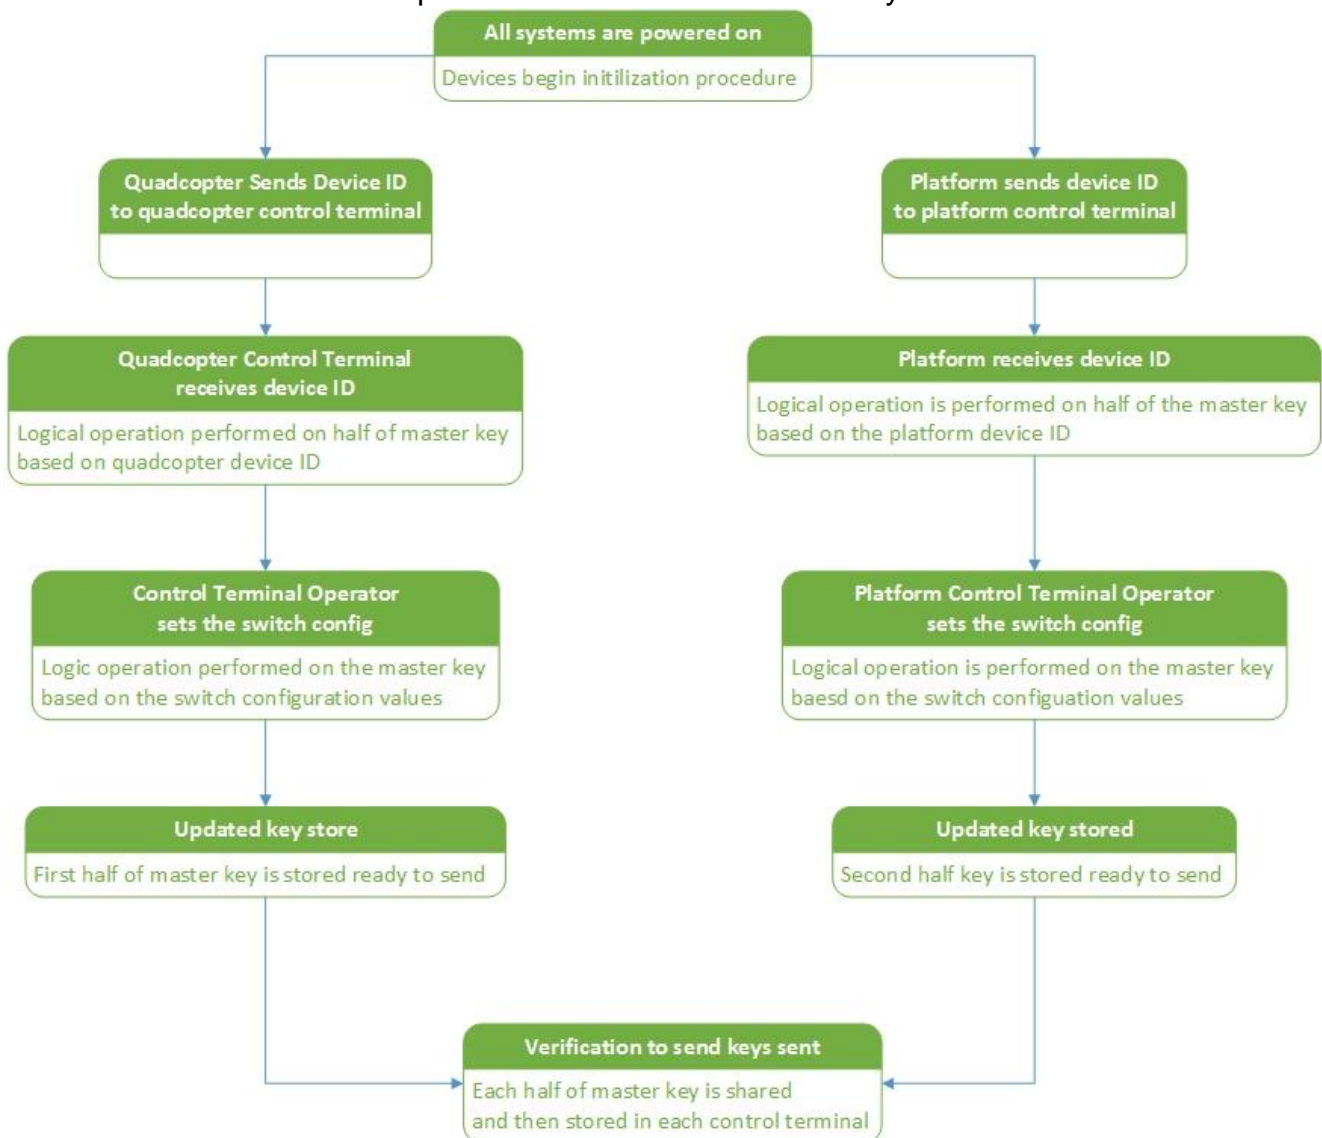 All systems are powered on
Devices begin initilization procedure
Quadcopter Sends Device ID
to quadcopter control terminal
Platform sends device ID
to platform control terminal
Quadcopter Control Terminal
receives device ID
Logical operation performed on half of master key
based on quadcopter device ID
Platform receives device ID
Logical operation is performed on half of the master key
based on the platform device ID
Control Terminal Operator
sets the switch config
Logic operation performed on the master key
based on the switch configuration values
Platform Control Terminal Operator
sets the switch config
Logical operation is performed on the master key
baesd on the switch configuation values
Updated key store
First half of master key is stored ready to send
Updated key stored
Second half key is stored ready to send
Verification to send keys sent
Each half of master key is shared
and then stored in each control terminal